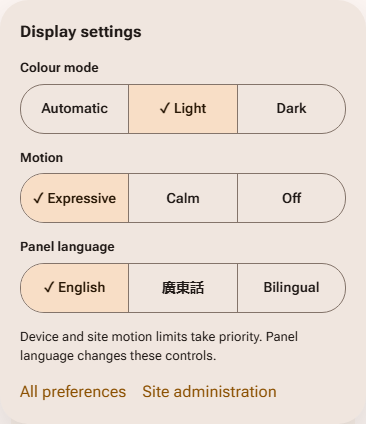 Display settings
Colour mode
Automatic ✓ Light Dark
Motion
✓ Expressive Calm Off
Panel language
✓ English 廣東話 Bilingual
Device and site motion limits take priority. Panel
language changes these controls.
All preferences Site administration